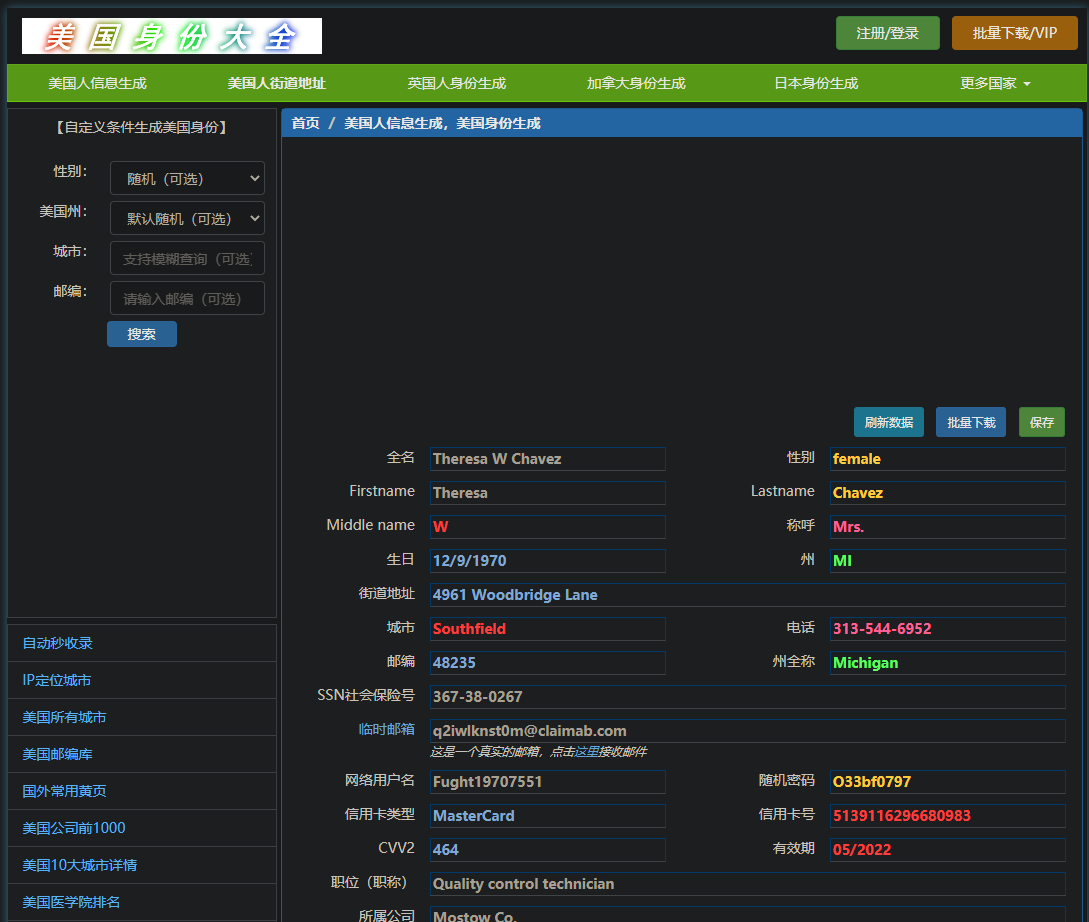 美国身份大全
注册/登录 批量下载/VIP
美国人信息生成 美国人街道地址 英国人身份生成 加拿大身份生成 日本身份生成 更多国家
【自定义条件生成美国身份】
性别: 随机（可选）
美国州: 默认随机（可选）
城市: 支持模糊查询（可选
邮编: 请输入邮编（可选）
搜索
自动秒收录
IP定位城市
美国所有城市
美国邮编库
国外常用黄页
美国公司前1000
美国10大城市详情
美国医学院排名
首页 / 美国人信息生成，美国身份生成
刷新数据 批量下载 保存
全名 Theresa W Chavez 性别 female
Firstname Theresa Lastname Chavez
Middle name W 称呼 Mrs.
生日 12/9/1970 州 MI
街道地址 4961 Woodbridge Lane
城市 Southfield 电话 313-544-6952
邮编 48235 州全称 Michigan
SSN社会保险号 367-38-0267
临时邮箱 q2iwlknst0m@claimab.com
这是一个真实的邮箱，点击这里接收邮件
网络用户名 Fught19707551 随机密码 O33bf0797
信用卡类型 MasterCard 信用卡号 5139116296680983
CVV2 464 有效期 05/2022
职位（职称） Quality control technician
所属公司 Mostow Co.